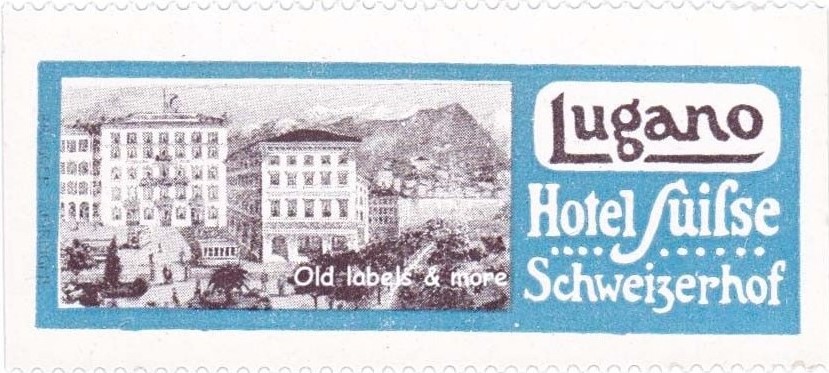 Lugano
Hotel Suiſse
Schweizerhof
Old labels & more